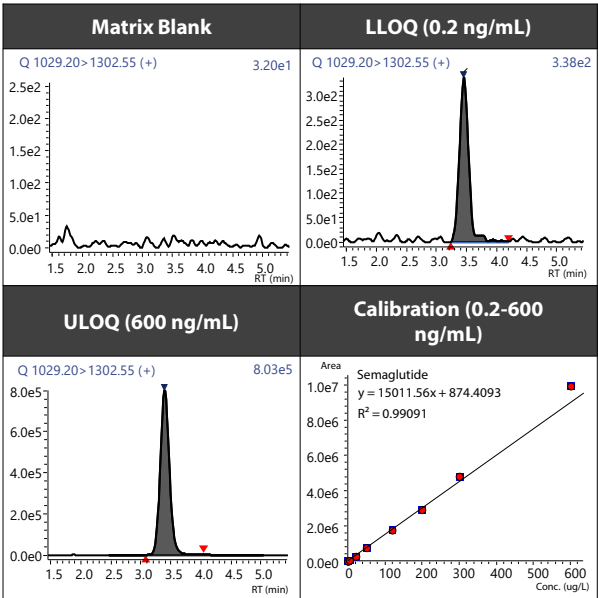 Matrix Blank
LLOQ (0.2 ng/mL)
Q 1029.20>1302.55 (+)
3.20e1
2.5e2
2.0e2
1.5e2
1.0e2
5.0e1
0.0e0
1.5 2.0 2.5 3.0 3.5 4.0 4.5 5.0
RT (min)
Q 1029.20>1302.55 (+)
3.38e2
3.0e2
2.5e2
2.0e2
1.5e2
1.0e2
5.0e1
0.0e0
1.5 2.0 2.5 3.0 3.5 4.0 4.5 5.0
RT (min)
ULOQ (600 ng/mL)
Calibration (0.2-600
ng/mL)
Q 1029.20>1302.55 (+)
8.03e5
8.0e5
6.0e5
4.0e5
2.0e5
0.0e0
1.5 2.0 2.5 3.0 3.5 4.0 4.5 5.0
RT (min)
Area
Semaglutide
y = 15011.56x + 874.4093
R² = 0.99091
1.0e7
8.0e6
6.0e6
4.0e6
2.0e6
0.0e0
0 100 200 300 400 500 600
Conc. (ug/L)